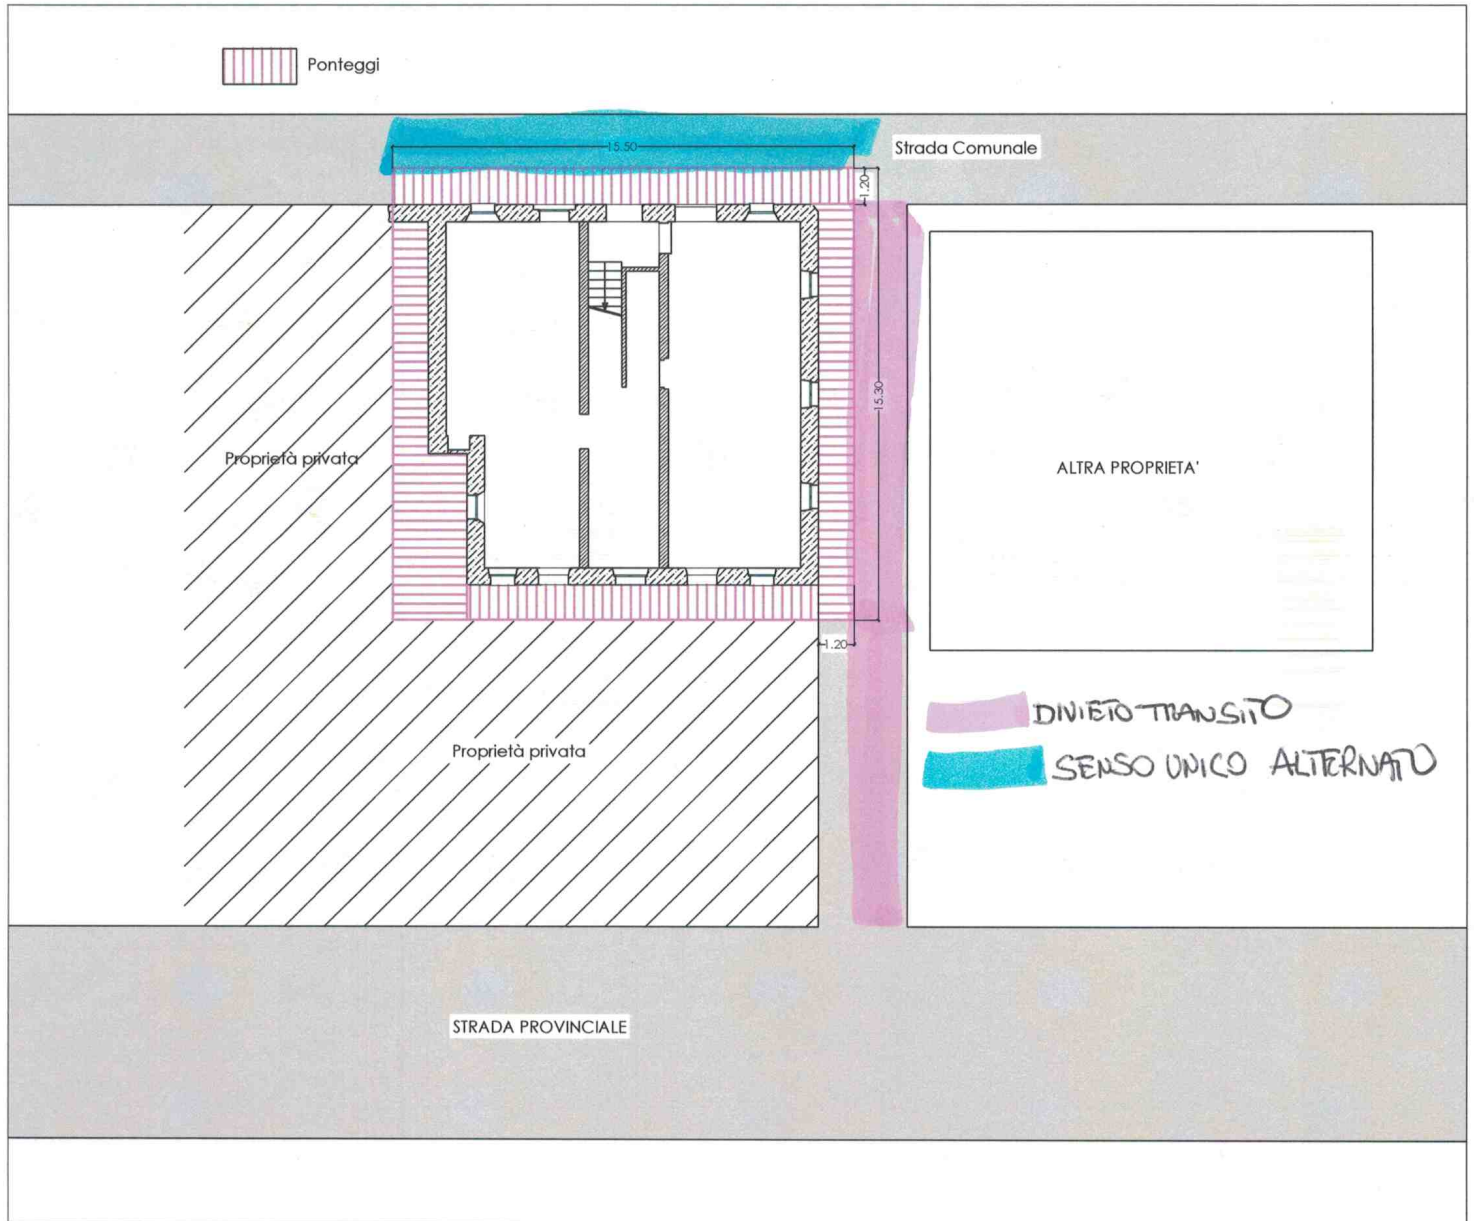 Ponteggi
15.50
Strada Comunale
1.20
15.30
Proprietà privata
ALTRA PROPRIETA'
1.20
DIVIETO TRANSITO
Proprietà privata
SENSO UNICO ALTERNATO
STRADA PROVINCIALE